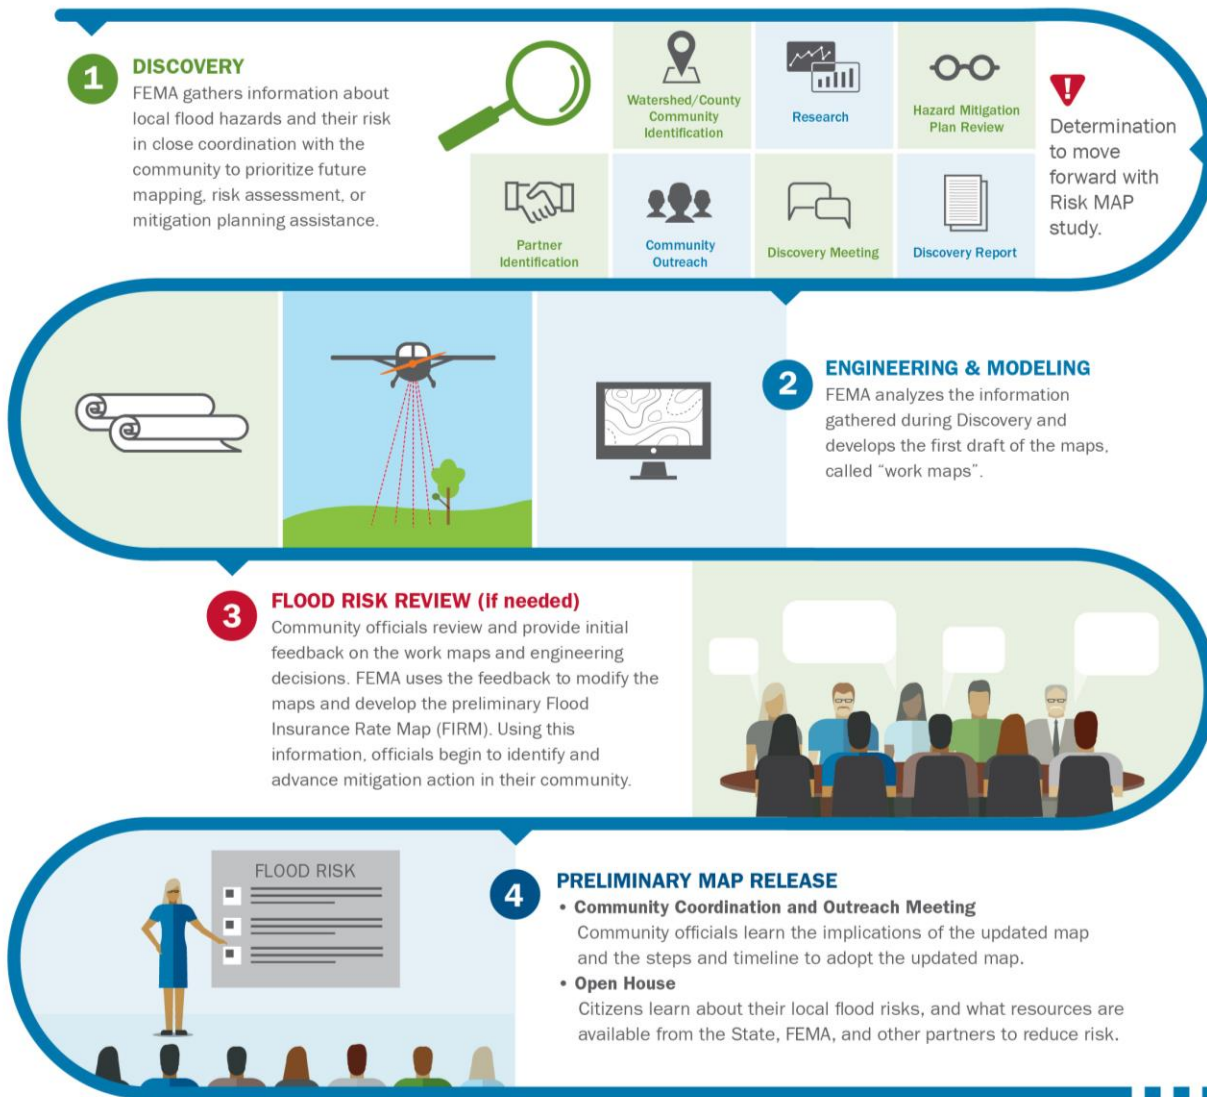 1
DISCOVERY
FEMA gathers information about
local flood hazards and their risk
in close coordination with the
community to prioritize future
mapping, risk assessment, or
mitigation planning assistance.
Watershed/County
Community
Identification
Research
Hazard Mitigation
Plan Review
Partner
Identification
Community
Outreach
Discovery Meeting
Discovery Report
!
Determination
to move
forward with
Risk MAP
study.
2
ENGINEERING & MODELING
FEMA analyzes the information
gathered during Discovery and
develops the first draft of the maps,
called “work maps”.
3
FLOOD RISK REVIEW (if needed)
Community officials review and provide initial
feedback on the work maps and engineering
decisions. FEMA uses the feedback to modify the
maps and develop the preliminary Flood
Insurance Rate Map (FIRM). Using this
information, officials begin to identify and
advance mitigation action in their community.
FLOOD RISK
4
PRELIMINARY MAP RELEASE
• Community Coordination and Outreach Meeting
Community officials learn the implications of the updated map
and the steps and timeline to adopt the updated map.
• Open House
Citizens learn about their local flood risks, and what resources are
available from the State, FEMA, and other partners to reduce risk.